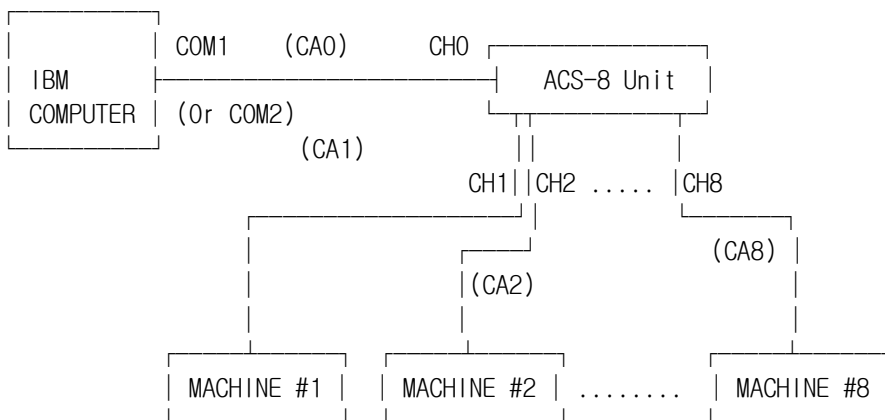 COM1 (CA0) CH0
IBM ACS-8 Unit
COMPUTER (Or COM2)
(CA1)
CH1 CH2 ..... CH8
(CA8)
(CA2)
MACHINE #1 MACHINE #2 ........ MACHINE #8